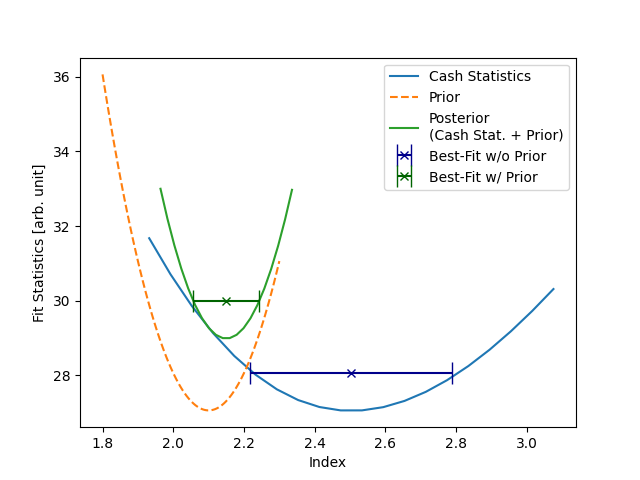 Cash Statistics
Prior
Posterior
(Cash Stat. + Prior)
Best-Fit w/o Prior
Best-Fit w/ Prior
Fit Statistics [arb. unit]
36
34
32
30
28
1.8 2.0 2.2 2.4 2.6 2.8 3.0
Index